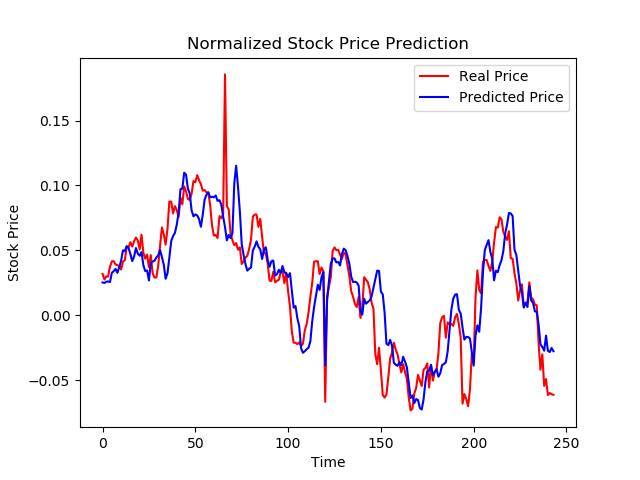 Normalized Stock Price Prediction
Real Price
Predicted Price
Stock Price
0.15
0.10
0.05
0.00
−0.05
0 50 100 150 200 250
Time